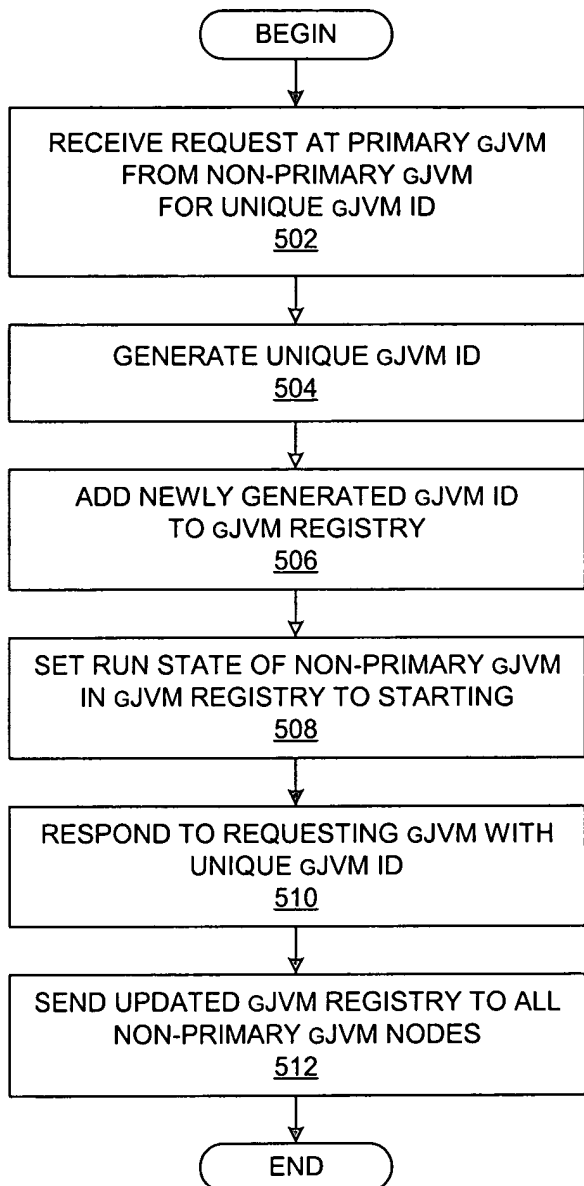 BEGIN
RECEIVE REQUEST AT PRIMARY GJVM
FROM NON-PRIMARY GJVM
FOR UNIQUE GJVM ID
502
GENERATE UNIQUE GJVM ID
504
ADD NEWLY GENERATED GJVM ID
TO GJVM REGISTRY
506
SET RUN STATE OF NON-PRIMARY GJVM
IN GJVM REGISTRY TO STARTING
508
RESPOND TO REQUESTING GJVM WITH
UNIQUE GJVM ID
510
SEND UPDATED GJVM REGISTRY TO ALL
NON-PRIMARY GJVM NODES
512
END